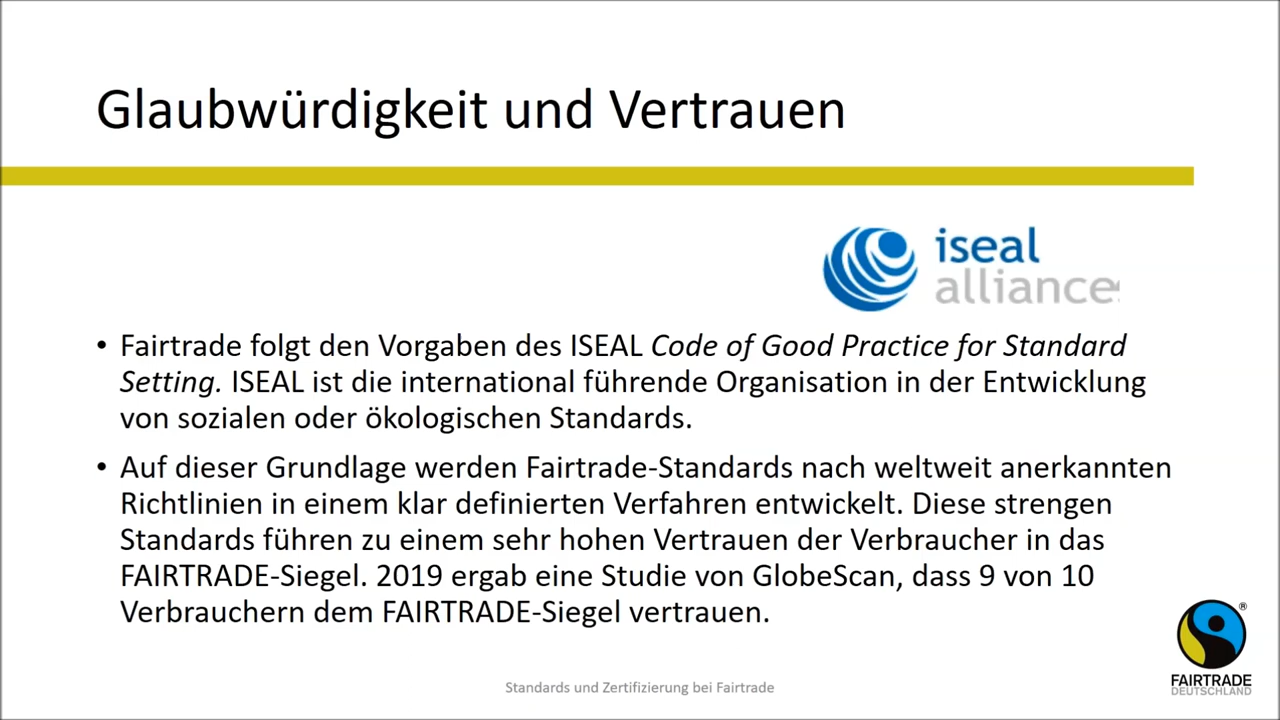 Glaubwürdigkeit und Vertrauen
iseal
alliance
• Fairtrade folgt den Vorgaben des ISEAL Code of Good Practice for Standard
Setting. ISEAL ist die international führende Organisation in der Entwicklung
von sozialen oder ökologischen Standards.
• Auf dieser Grundlage werden Fairtrade-Standards nach weltweit anerkannten
Richtlinien in einem klar definierten Verfahren entwickelt. Diese strengen
Standards führen zu einem sehr hohen Vertrauen der Verbraucher in das
FAIRTRADE-Siegel. 2019 ergab eine Studie von GlobeScan, dass 9 von 10
Verbrauchern dem FAIRTRADE-Siegel vertrauen.
®
FAIRTRADE
DEUTSCHLAND
Standards und Zertifizierung bei Fairtrade